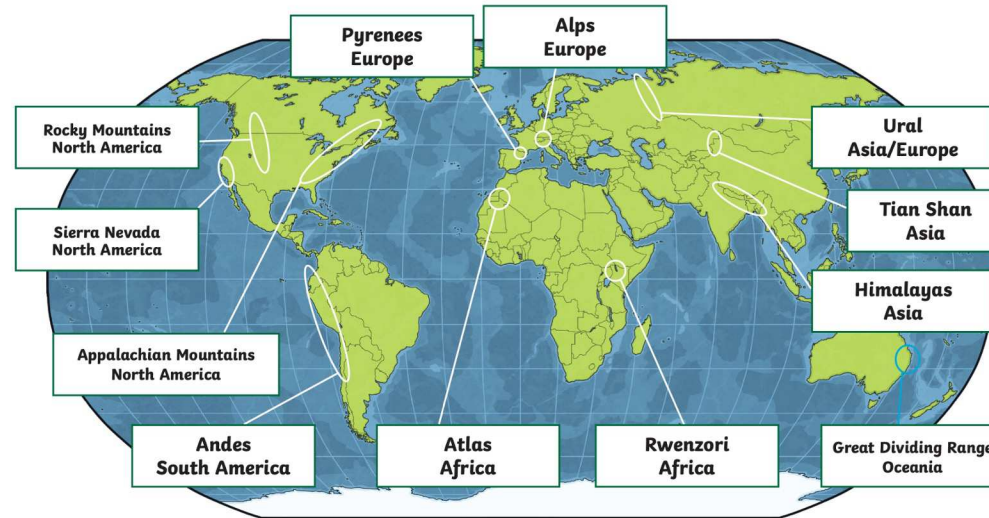 Pyrenees
Europe
Alps
Europe
Rocky Mountains
North America
Ural
Asia/Europe
Sierra Nevada
North America
Tian Shan
Asia
Himalayas
Asia
Appalachian Mountains
North America
Andes
South America
Atlas
Africa
Rwenzori
Africa
Great Dividing Range
Oceania